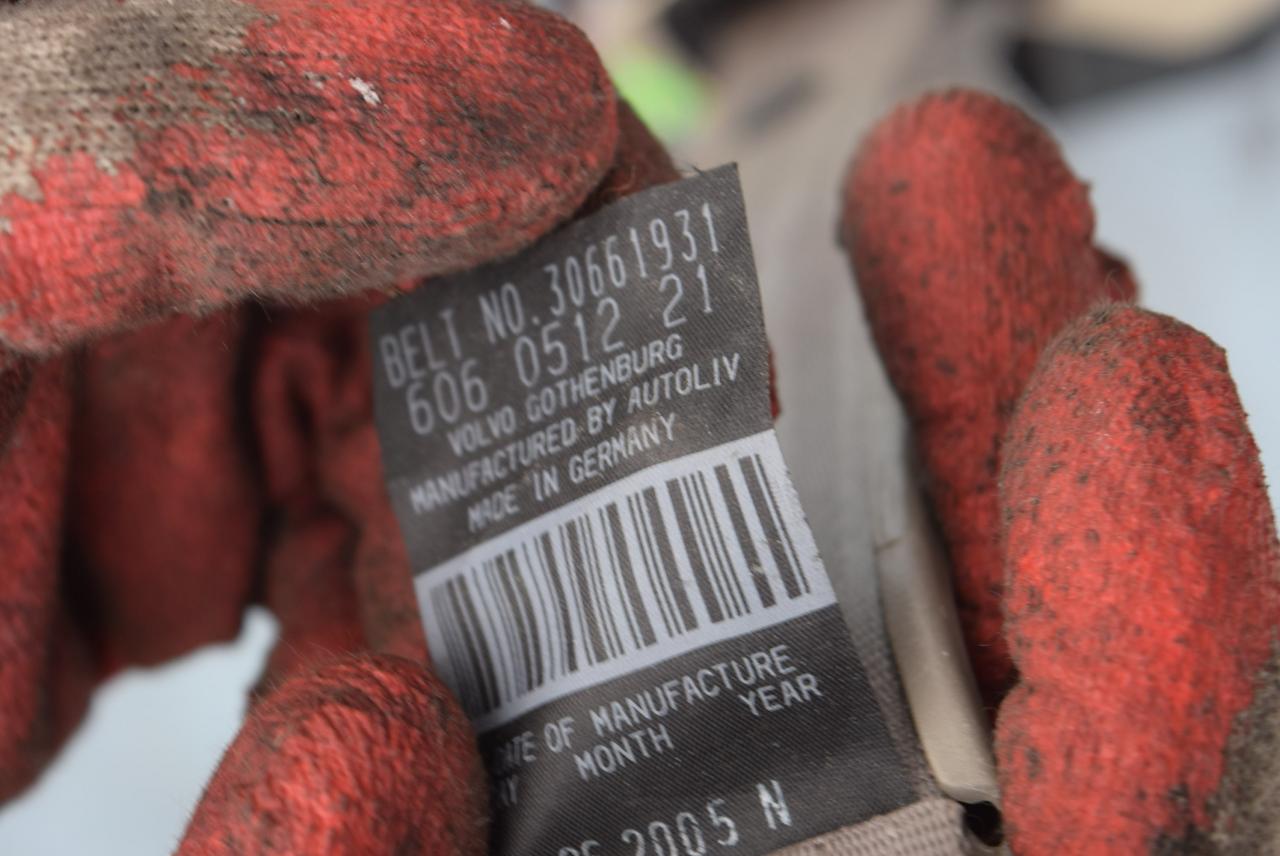 BELT NO. 30661931
606 0512 21
VOLVO GOTHENBURG
MANUFACTURED BY AUTOLIV
MADE IN GERMANY
OF MANUFACTURE
MONTH YEAR
2005 N